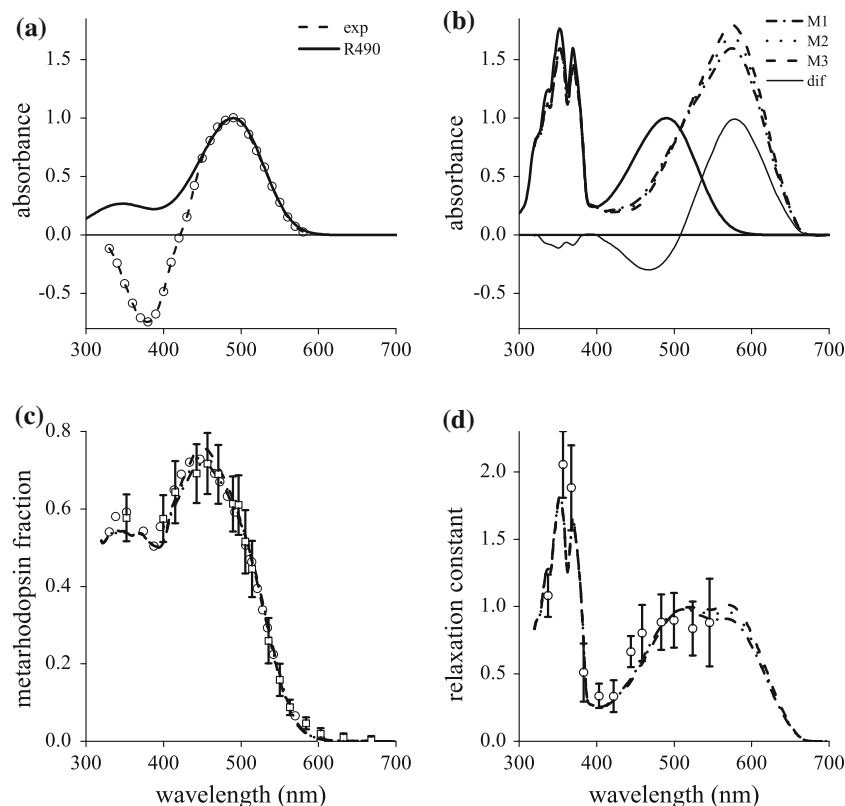 (a)
exp
R490
1.5
1.0
0.5
0.0
-0.5
absorbance
300 400 500 600 700
(b)
M1
M2
M3
dif
1.5
1.0
0.5
0.0
-0.5
absorbance
300 400 500 600 700
(c)
0.8
0.6
0.4
0.2
0.0
metarhodopsin fraction
300 400 500 600 700
wavelength (nm)
(d)
2.0
1.5
1.0
0.5
0.0
relaxation constant
300 400 500 600 700
wavelength (nm)